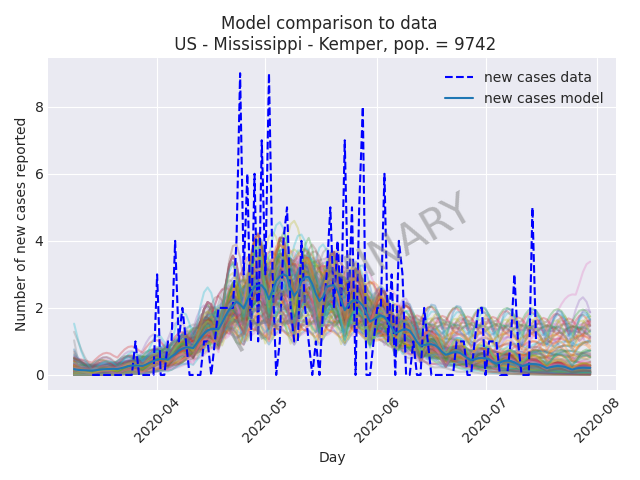 Model comparison to data
US - Mississippi - Kemper, pop. = 9742
new cases data
new cases model
Number of new cases reported
8
6
4
2
0
2020-04
2020-05
2020-06
2020-07
2020-08
Day